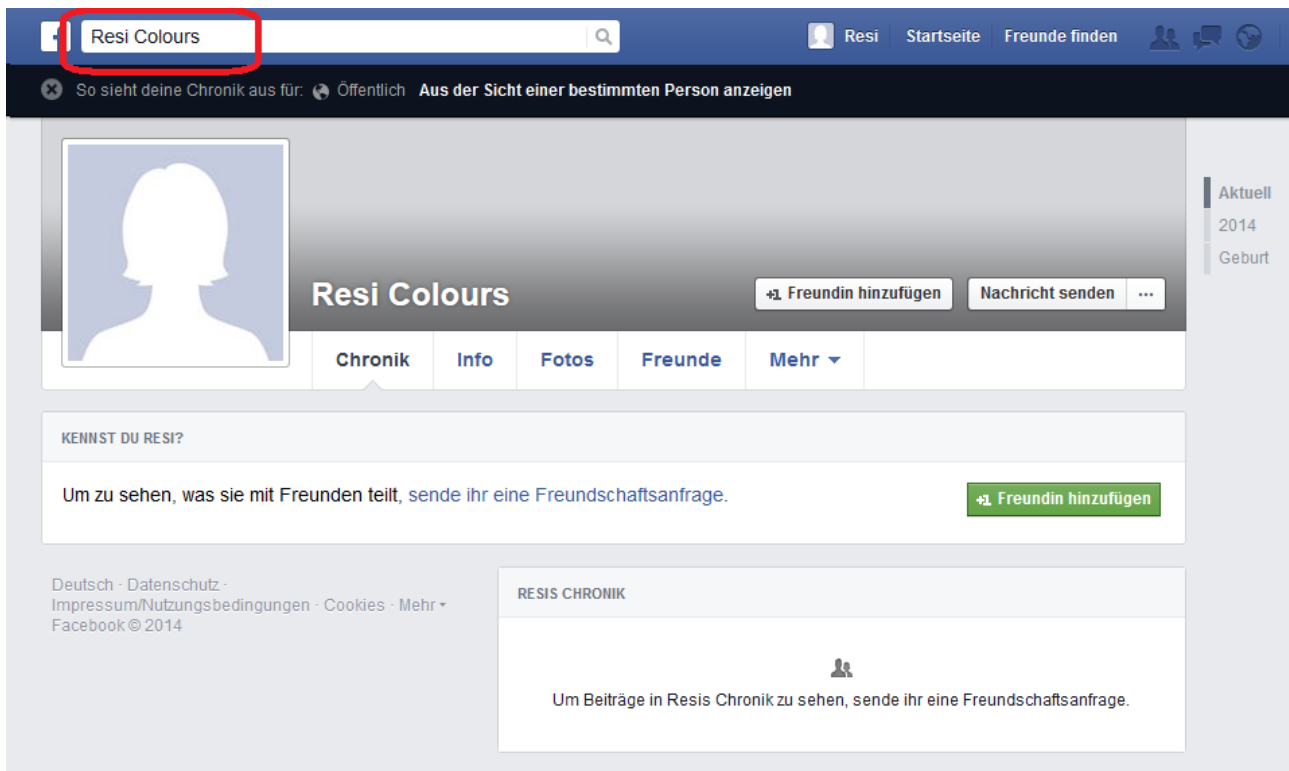 Resi Colours
Resi Startseite Freunde finden
So sieht deine Chronik aus für: Öffentlich Aus der Sicht einer bestimmten Person anzeigen
Aktuell
2014
Geburt
Resi Colours
+1 Freundin hinzufügen
Nachricht senden ...
Chronik Info Fotos Freunde Mehr
KENNST DU RESI?
Um zu sehen, was sie mit Freunden teilt, sende ihr eine Freundschaftsanfrage.
+1 Freundin hinzufügen
Deutsch · Datenschutz ·
Impressum/Nutzungsbedingungen · Cookies · Mehr
Facebook © 2014
RESIS CHRONIK
Um Beiträge in Resis Chronik zu sehen, sende ihr eine Freundschaftsanfrage.